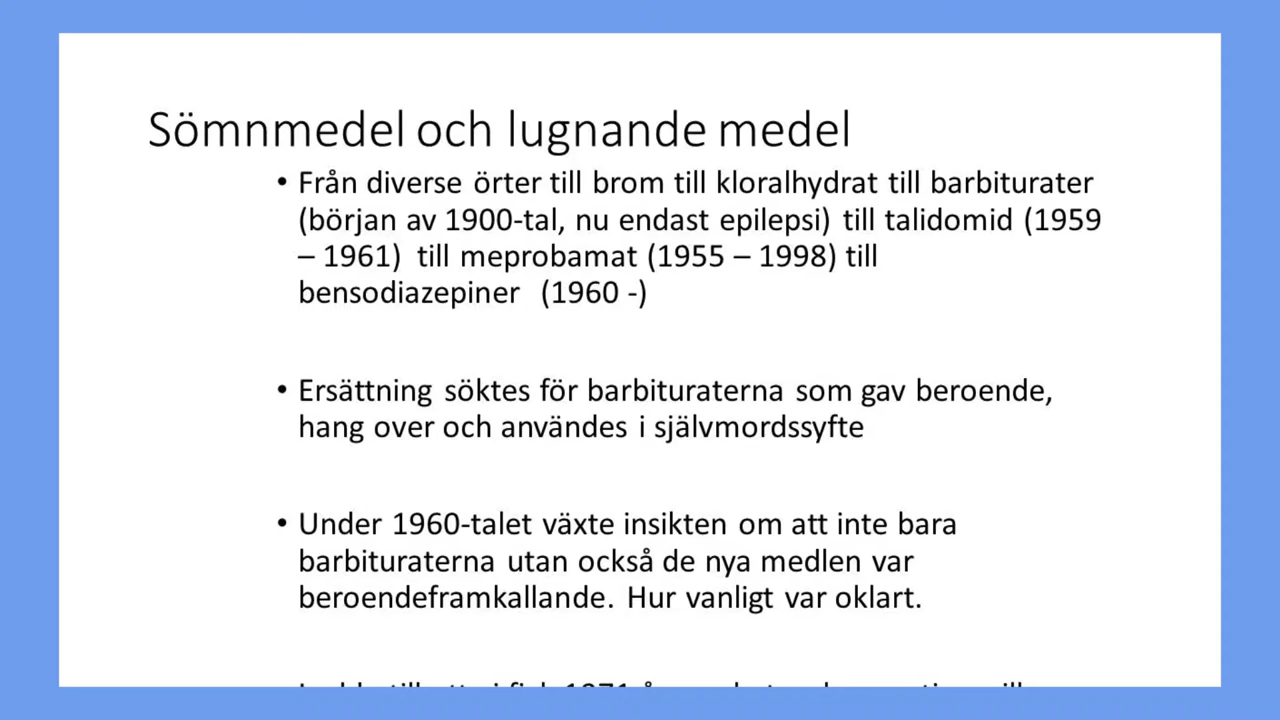 Sömnmedel och lugnande medel
• Från diverse örter till brom till kloralhydrat till barbiturater
(början av 1900-tal, nu endast epilepsi) till talidomid (1959
– 1961) till meprobamat (1955 – 1998) till
bensodiazepiner (1960 -)
• Ersättning söktes för barbituraterna som gav beroende,
hang over och användes i självmordssyfte
• Under 1960-talet växte insikten om att inte bara
barbituraterna utan också de nya medlen var
beroendeframkallande. Hur vanligt var oklart.